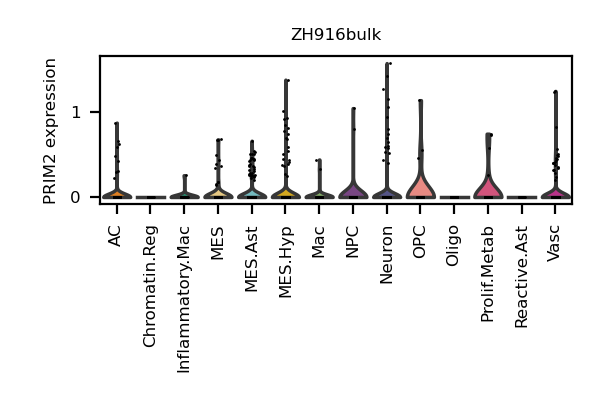 ZH916bulk
PRIM2 expression
1
0
AC
Chromatin.Reg
Inflammatory.Mac
MES
MES.Ast
MES.Hyp
Mac
NPC
Neuron
OPC
Oligo
Prolif.Metab
Reactive.Ast
Vasc